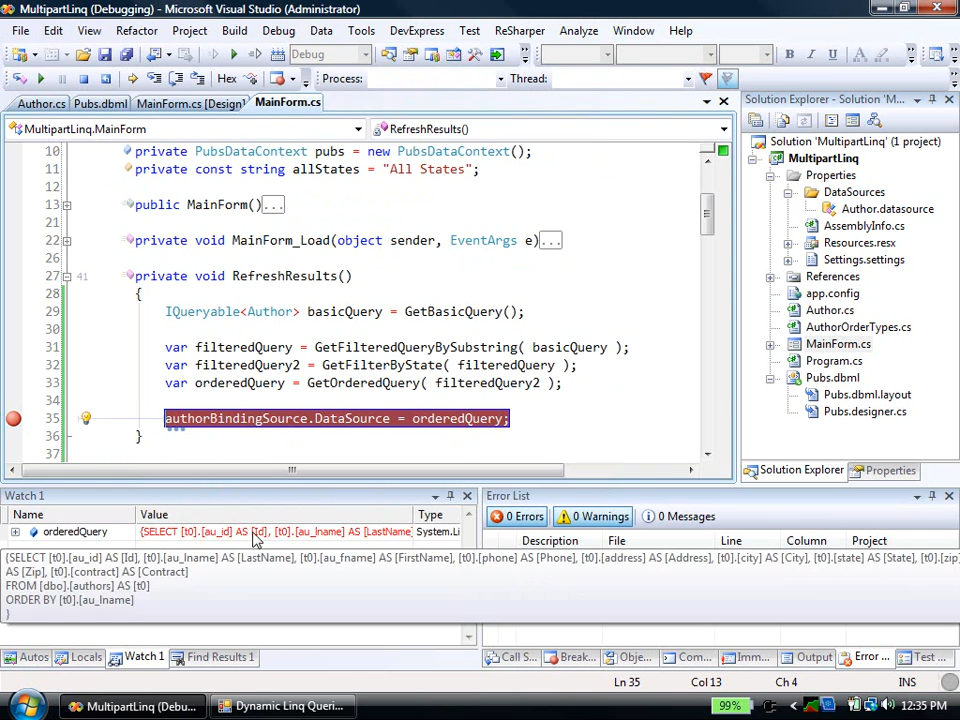 MultipartLinq (Debugging) - Microsoft Visual Studio (Administrator)
File Edit View Refactor Project Build Debug Data Tools DevExpress Test ReSharper Analyze Window Help
Debug
Hex Process: Thread:
Author.cs Pubs.dbml MainForm.cs [Design] MainForm.cs
MultipartLinq.MainForm RefreshResults()
10 private PubsDataContext pubs = new PubsDataContext();
11 private const string allStates = "All States";
12
13 public MainForm()...
21
22 private void MainForm_Load(object sender, EventArgs e)...
26
27 41 private void RefreshResults()
28 {
29 IQueryable<Author> basicQuery = GetBasicQuery();
30
31 var filteredQuery = GetFilteredQueryBySubstring( basicQuery );
32 var filteredQuery2 = GetFilterByState( filteredQuery );
33 var orderedQuery = GetOrderedQuery( filteredQuery2 );
34
35 authorBindingSource.DataSource = orderedQuery;
36 }
37
Solution Explorer - Solution 'M...
Solution 'MultipartLinq' (1 project)
MultipartLinq
Properties
DataSources
Author.datasource
AssemblyInfo.cs
Resources.resx
Settings.settings
References
app.config
Author.cs
AuthorOrderTypes.cs
MainForm.cs
Program.cs
Pubs.dbml
Pubs.dbml.layout
Pubs.designer.cs
Solution Explorer Properties
Watch 1
Name Value Type
orderedQuery {SELECT [t0].[au_id] AS [Id], [t0].[au_lname] AS [LastName] System.Li
Error List
0 Errors 0 Warnings 0 Messages
Description File Line Column Project
{SELECT [t0].[au_id] AS [Id], [t0].[au_lname] AS [LastName], [t0].[au_fname] AS [FirstName], [t0].[phone] AS [Phone], [t0].[address] AS [Address], [t0].[city] AS [City], [t0].[state] AS [State], [t0].[zip]
AS [Zip], [t0].[contract] AS [Contract]
FROM [dbo].[authors] AS [t0]
ORDER BY [t0].[au_lname]
}
Autos Locals Watch 1 Find Results 1
Call S... Break... Obje... Com... Imm... Output Error ... Test ...
Ln 35 Col 13 Ch 4 INS
MultipartLinq (Debu... Dynamic Linq Queri... 99% 12:35 PM